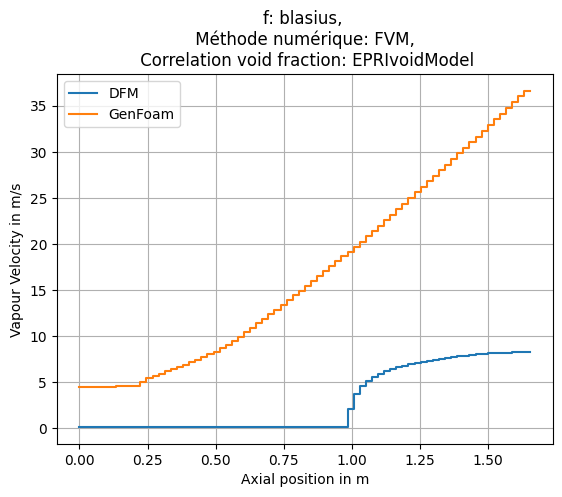 f: blasius,
Méthode numérique: FVM,
Correlation void fraction: EPRIvoidModel
DFM
GenFoam
Vapour Velocity in m/s
35
30
25
20
15
10
5
0
0.00 0.25 0.50 0.75 1.00 1.25 1.50
Axial position in m